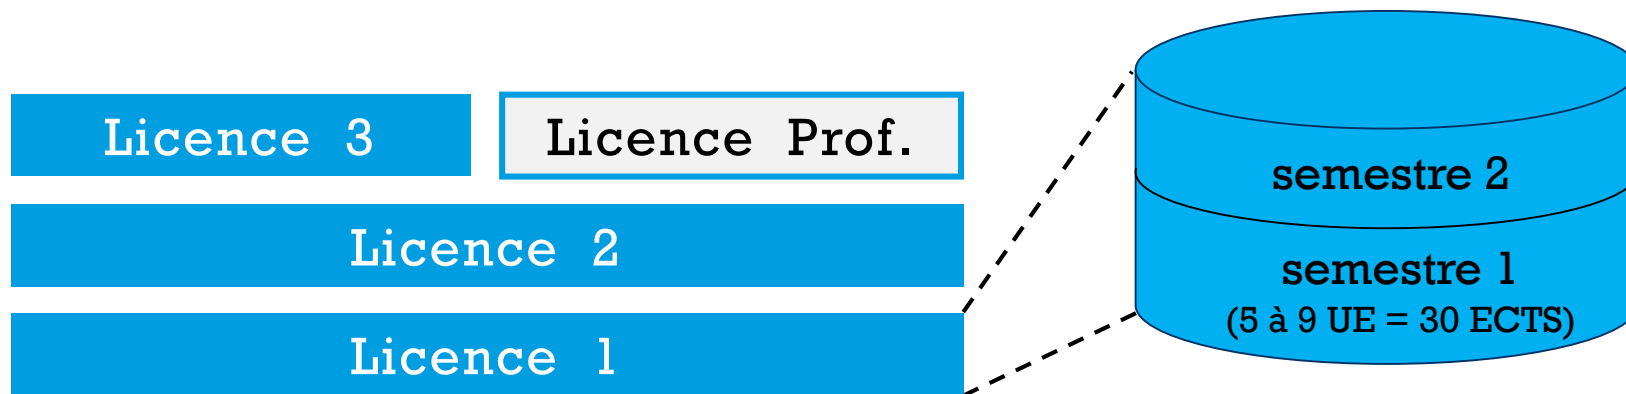 Licence 3
Licence Prof.
Licence 2
Licence 1
semestre 2
semestre 1
(5 à 9 UE = 30 ECTS)